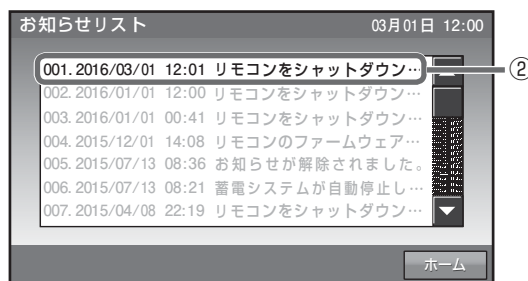 お知らせリスト 03月01日 12:00
001. 2016/03/01 12:01 リモコンをシャットダウン…
②
002. 2016/01/01 12:00 リモコンをシャットダウン…
003. 2016/01/01 00:41 リモコンをシャットダウン…
004. 2015/12/01 14:08 リモコンのファームウェア…
005. 2015/07/13 08:36 お知らせが解除されました。
006. 2015/07/13 08:21 蓄電システムが自動停止し…
007. 2015/04/08 22:19 リモコンをシャットダウン…
ホーム